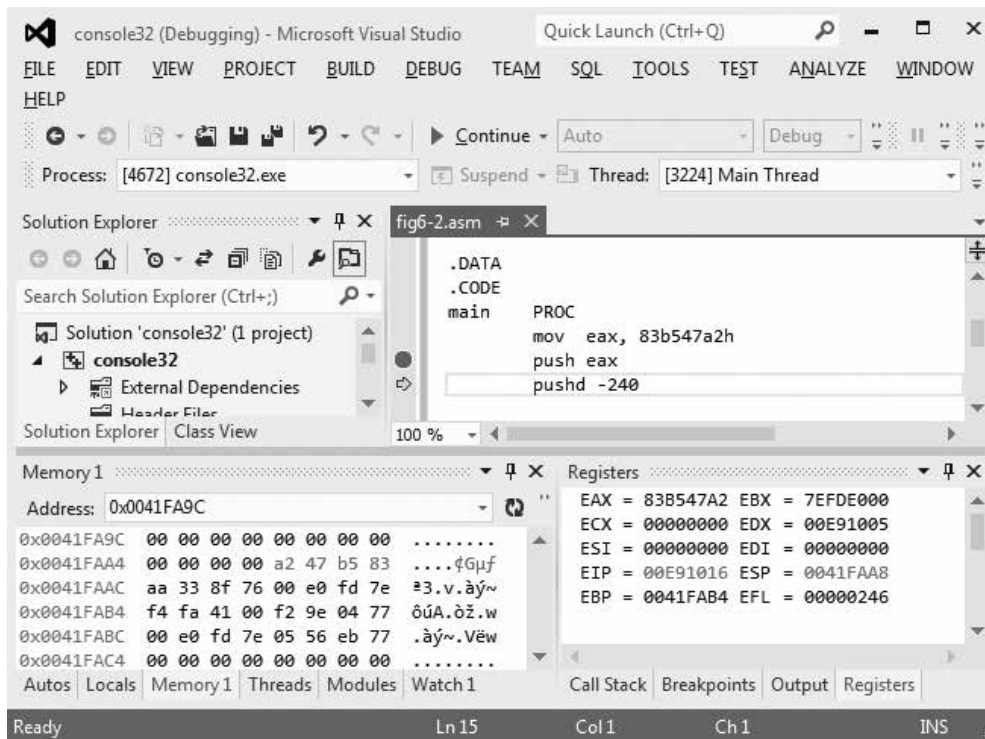 console32 (Debugging) - Microsoft Visual Studio Quick Launch (Ctrl+Q)
FILE EDIT VIEW PROJECT BUILD DEBUG TEAM SQL TOOLS TEST ANALYZE WINDOW
HELP
Continue Auto Debug
Process: [4672] console32.exe Suspend Thread: [3224] Main Thread
Solution Explorer
fig6-2.asm
Search Solution Explorer (Ctrl+;)
Solution 'console32' (1 project)
console32
External Dependencies
Header Files
Solution Explorer Class View
.DATA
.CODE
main PROC
mov eax, 83b547a2h
push eax
pushd -240
100 %
Memory 1
Address: 0x0041FA9C
0x0041FA9C 00 00 00 00 00 00 00 00 ........
0x0041FAA4 00 00 00 00 a2 47 b5 83 ....¢Gµƒ
0x0041FAAC aa 33 8f 76 00 e0 fd 7e ª3.v.àý~
0x0041FAB4 f4 fa 41 00 f2 9e 04 77 ôúA.òž.w
0x0041FABC 00 e0 fd 7e 05 56 eb 77 .àý~.Vëw
0x0041FAC4 00 00 00 00 00 00 00 00 ........
Autos Locals Memory 1 Threads Modules Watch 1
Registers
EAX = 83B547A2 EBX = 7EFDE000
ECX = 00000000 EDX = 00E91005
ESI = 00000000 EDI = 00000000
EIP = 00E91016 ESP = 0041FAA8
EBP = 0041FAB4 EFL = 00000246
Call Stack Breakpoints Output Registers
Ready Ln 15 Col 1 Ch 1 INS